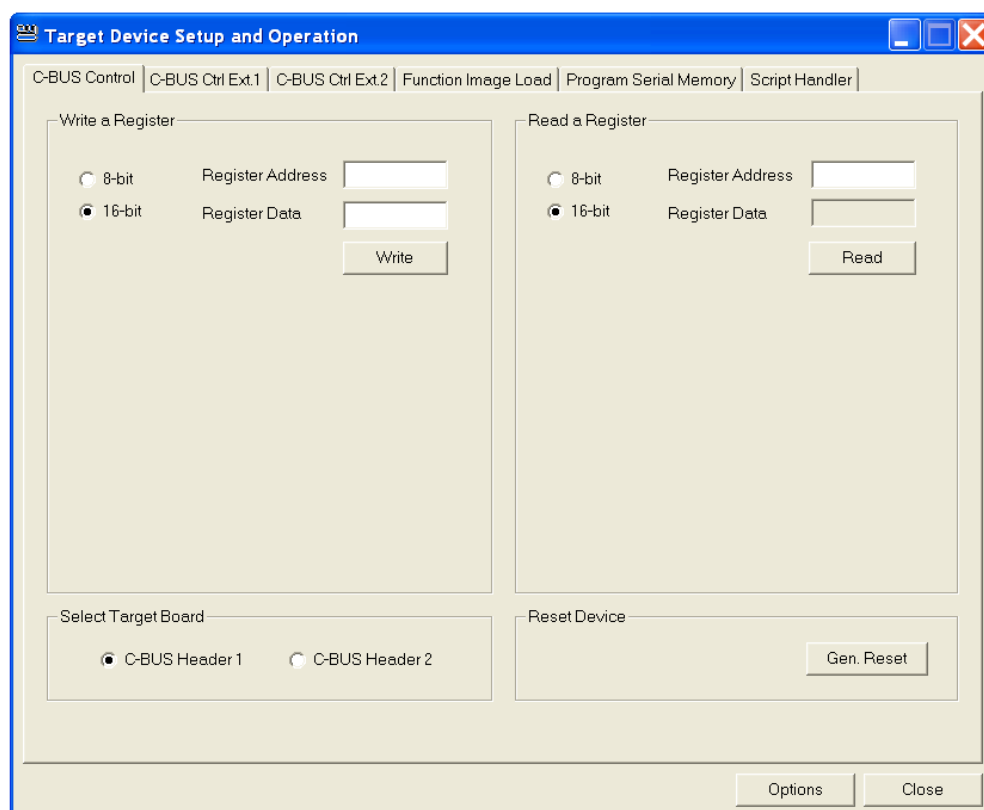 Target Device Setup and Operation
C-BUS Control C-BUS Ctrl Ext.1 C-BUS Ctrl Ext.2 Function Image Load Program Serial Memory Script Handler
Write a Register
8-bit Register Address
16-bit Register Data
Write
Read a Register
8-bit Register Address
16-bit Register Data
Read
Select Target Board
C-BUS Header 1 C-BUS Header 2
Reset Device
Gen. Reset
Options Close